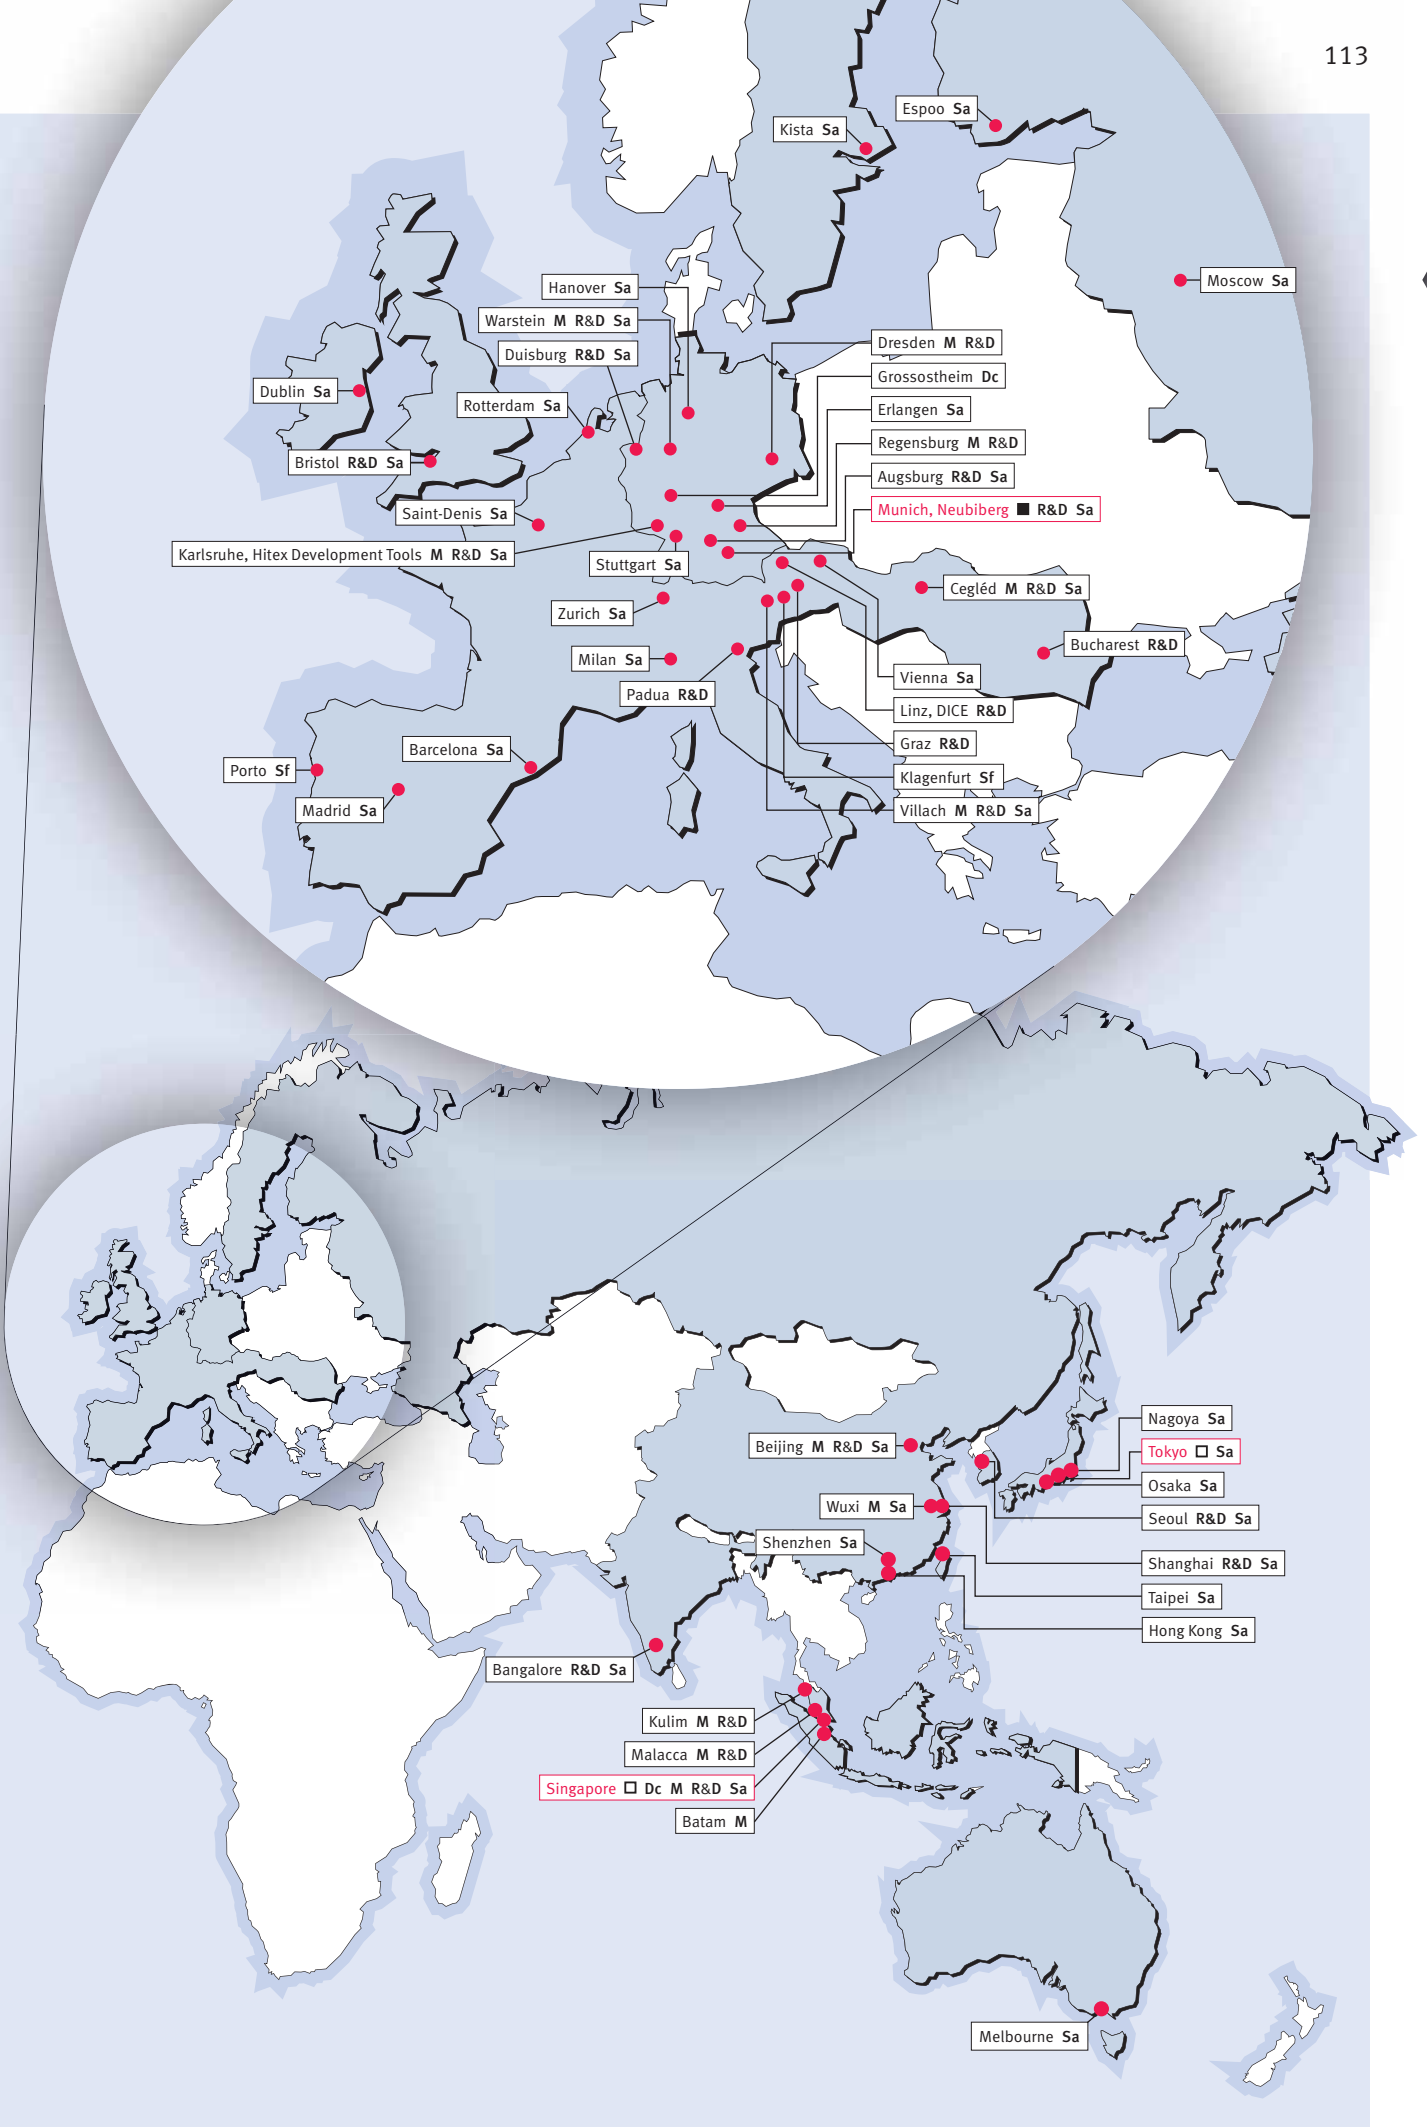 113
Espoo Sa
Kista Sa
Moscow Sa
Hanover Sa
Warstein M R&D Sa
Duisburg R&D Sa
Dublin Sa
Rotterdam Sa
Bristol R&D Sa
Saint-Denis Sa
Karlsruhe, Hitex Development Tools M R&D Sa
Stuttgart Sa
Zurich Sa
Milan Sa
Padua R&D
Barcelona Sa
Porto Sf
Madrid Sa
Dresden M R&D
Grossostheim Dc
Erlangen Sa
Regensburg M R&D
Augsburg R&D Sa
Munich, Neubiberg ■ R&D Sa
Cegléd M R&D Sa
Bucharest R&D
Vienna Sa
Linz, DICE R&D
Graz R&D
Klagenfurt Sf
Villach M R&D Sa
Nagoya Sa
Tokyo □ Sa
Osaka Sa
Seoul R&D Sa
Beijing M R&D Sa
Wuxi M Sa
Shenzhen Sa
Shanghai R&D Sa
Taipei Sa
Hong Kong Sa
Bangalore R&D Sa
Kulim M R&D
Malacca M R&D
Singapore □ Dc M R&D Sa
Batam M
Melbourne Sa